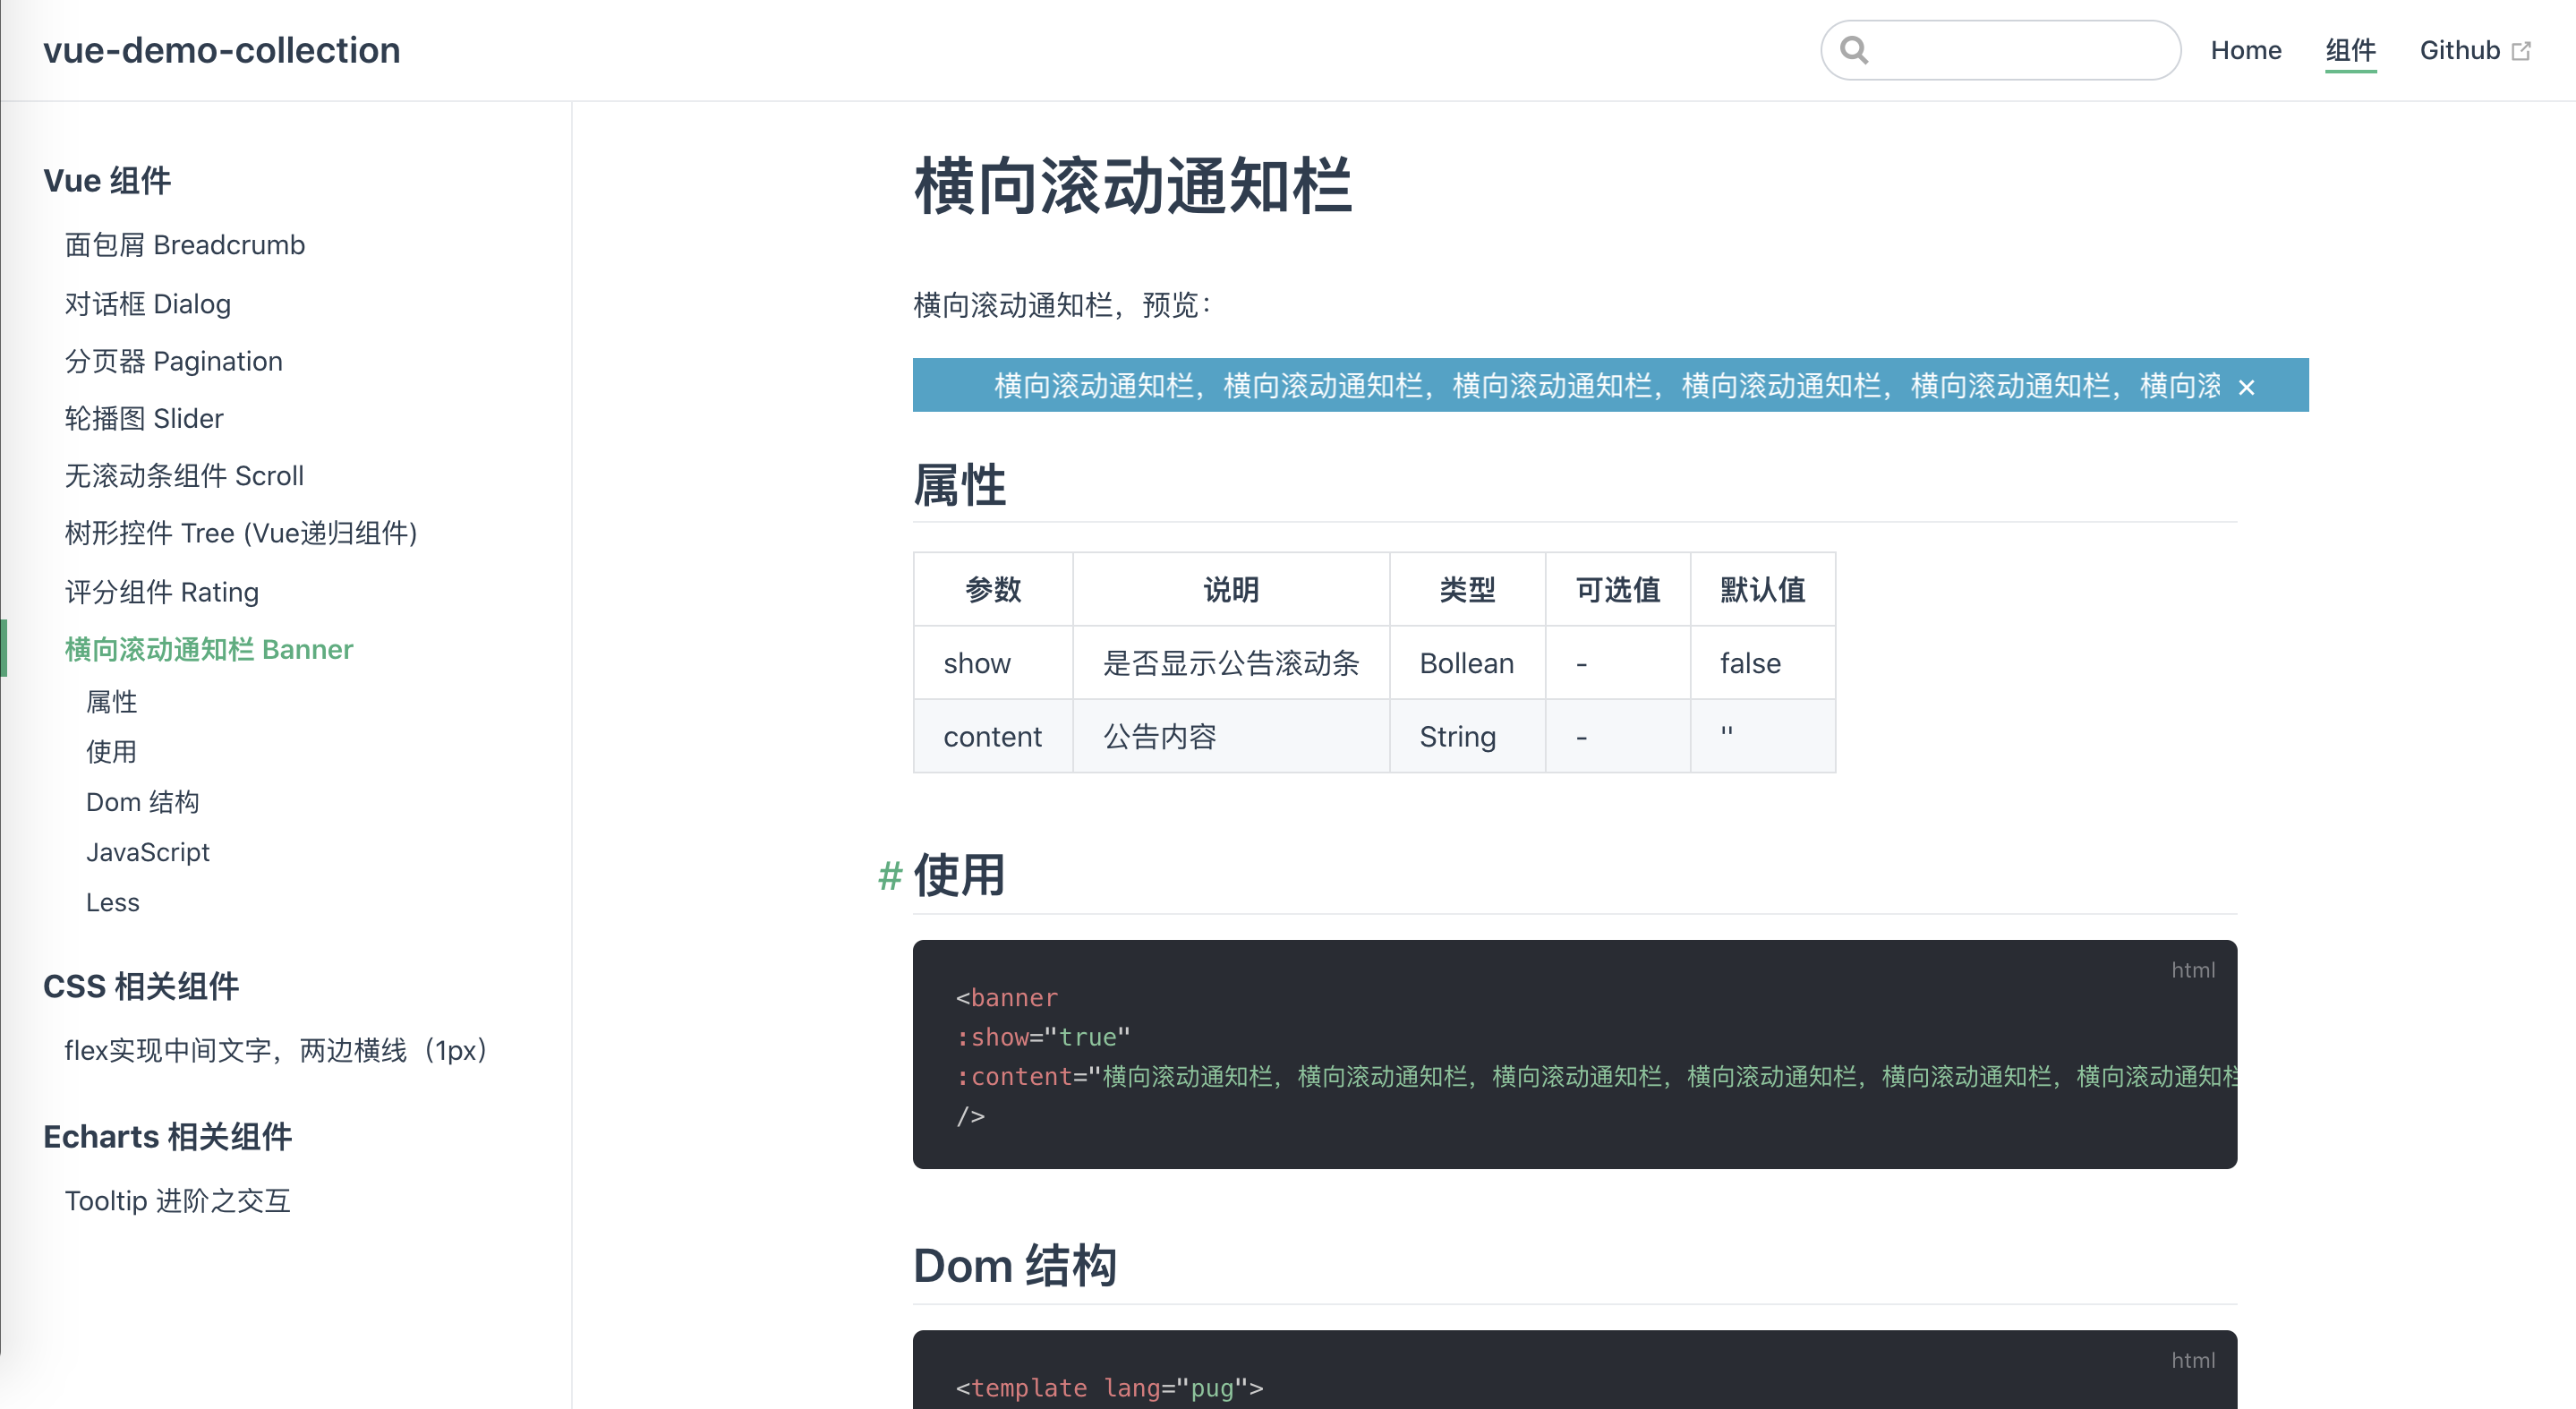 vue-demo-collection
Home 组件 Github
Vue 组件
面包屑 Breadcrumb
对话框 Dialog
分页器 Pagination
轮播图 Slider
无滚动条组件 Scroll
树形控件 Tree (Vue递归组件)
评分组件 Rating
横向滚动通知栏 Banner
属性
使用
Dom 结构
JavaScript
Less
CSS 相关组件
flex实现中间文字，两边横线（1px）
Echarts 相关组件
Tooltip 进阶之交互
横向滚动通知栏
横向滚动通知栏，预览：
横向滚动通知栏，横向滚动通知栏，横向滚动通知栏，横向滚动通知栏，横向滚动通知栏，横向滚 ×
属性
参数 说明 类型 可选值 默认值
show 是否显示公告滚动条 Bollean - false
content 公告内容 String - ''
# 使用
html
<banner
:show="true"
:content="横向滚动通知栏，横向滚动通知栏，横向滚动通知栏，横向滚动通知栏，横向滚动通知栏，横向滚动通知栏
/>
Dom 结构
html
<template lang="pug">